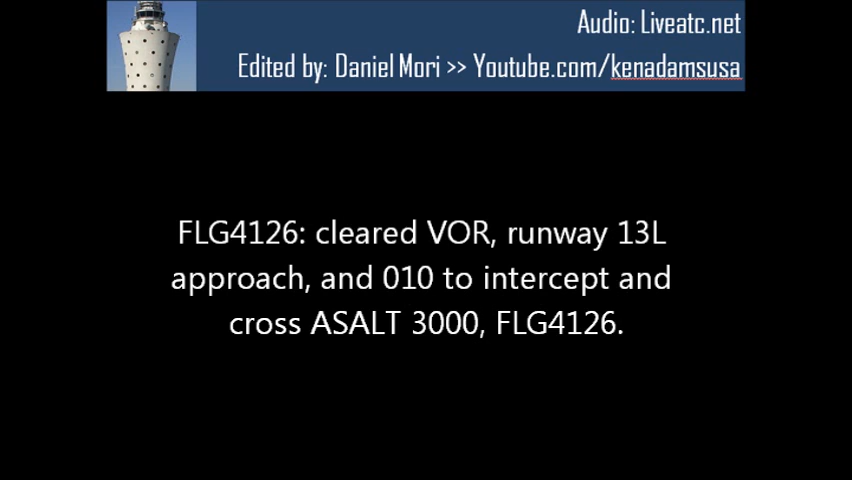 Audio: Liveatc.net
Edited by: Daniel Mori >> Youtube.com/kenadamsusa
FLG4126: cleared VOR, runway 13L
approach, and 010 to intercept and
cross ASALT 3000, FLG4126.